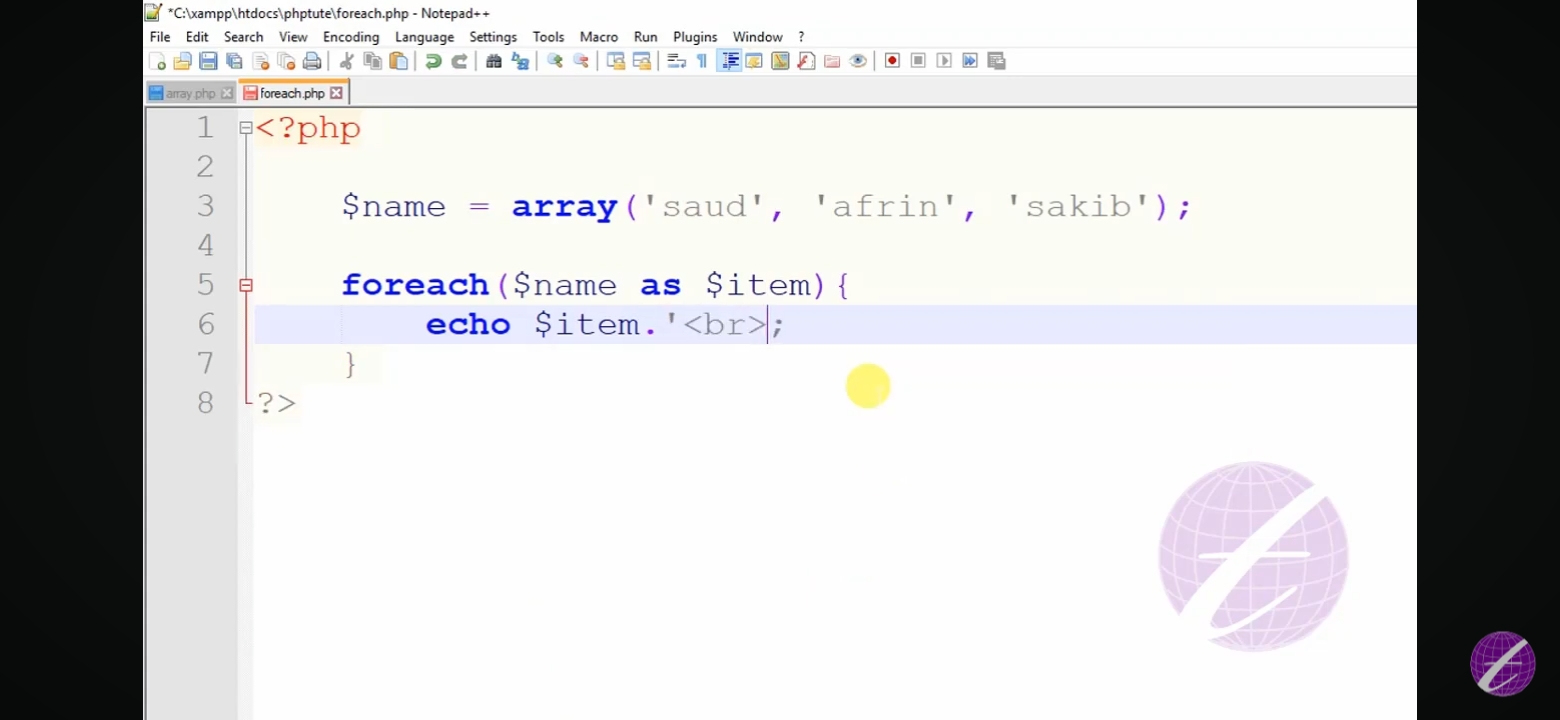 *C:\xampp\htdocs\phptute\foreach.php - Notepad++
File Edit Search View Encoding Language Settings Tools Macro Run Plugins Window ?
array.php foreach.php
1 <?php
2
3 $name = array('saud', 'afrin', 'sakib');
4
5 foreach($name as $item){
6 echo $item.'<br>;
7 }
8 ?>